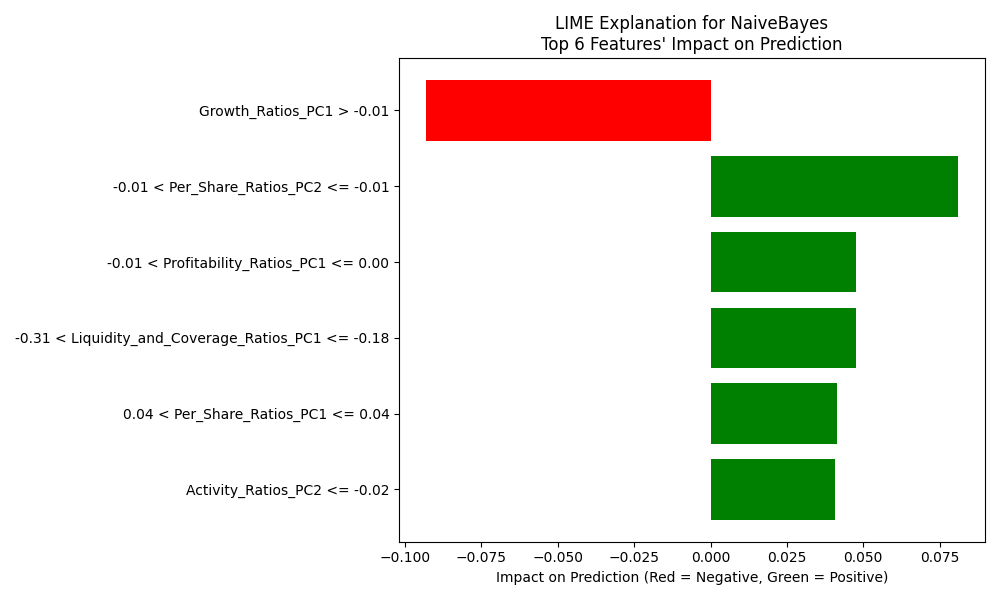 LIME Explanation for NaiveBayes
Top 6 Features' Impact on Prediction
Growth_Ratios_PC1 > -0.01
-0.01 < Per_Share_Ratios_PC2 <= -0.01
-0.01 < Profitability_Ratios_PC1 <= 0.00
-0.31 < Liquidity_and_Coverage_Ratios_PC1 <= -0.18
0.04 < Per_Share_Ratios_PC1 <= 0.04
Activity_Ratios_PC2 <= -0.02
−0.100 −0.075 −0.050 −0.025 0.000 0.025 0.050 0.075
Impact on Prediction (Red = Negative, Green = Positive)